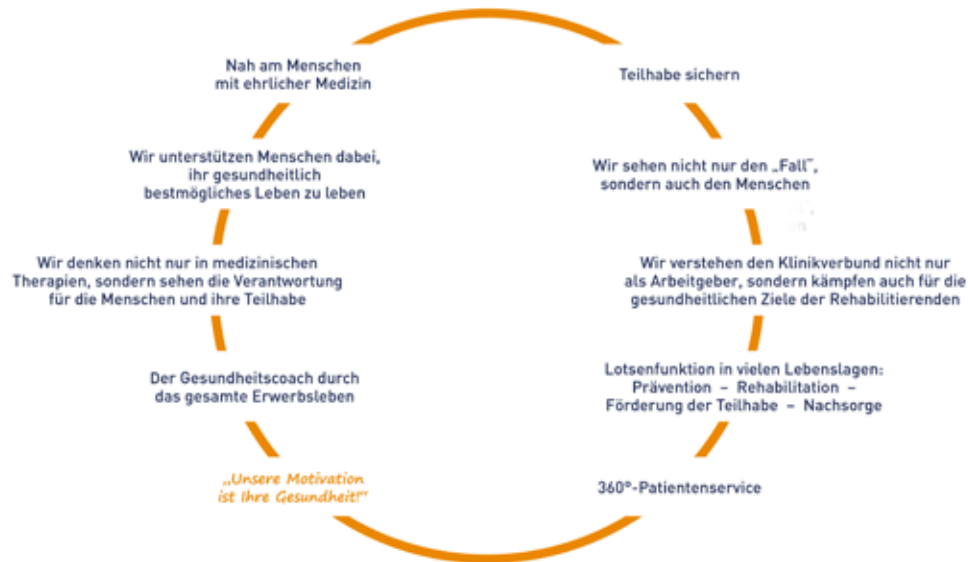 Nah am Menschen
mit ehrlicher Medizin
Teilhabe sichern
Wir unterstützen Menschen dabei,
ihr gesundheitlich
bestmögliches Leben zu leben
Wir sehen nicht nur den „Fall“,
sondern auch den Menschen
Wir denken nicht nur in medizinischen
Therapien, sondern sehen die Verantwortung
für die Menschen und ihre Teilhabe
Wir verstehen den Klinikverbund nicht nur
als Arbeitgeber, sondern kämpfen auch für die
gesundheitlichen Ziele der Rehabilitierenden
Der Gesundheitscoach durch
das gesamte Erwerbsleben
Lotsenfunktion in vielen Lebenslagen:
Prävention – Rehabilitation –
Förderung der Teilhabe – Nachsorge
„Unsere Motivation
ist Ihre Gesundheit!“
360°-Patientenservice